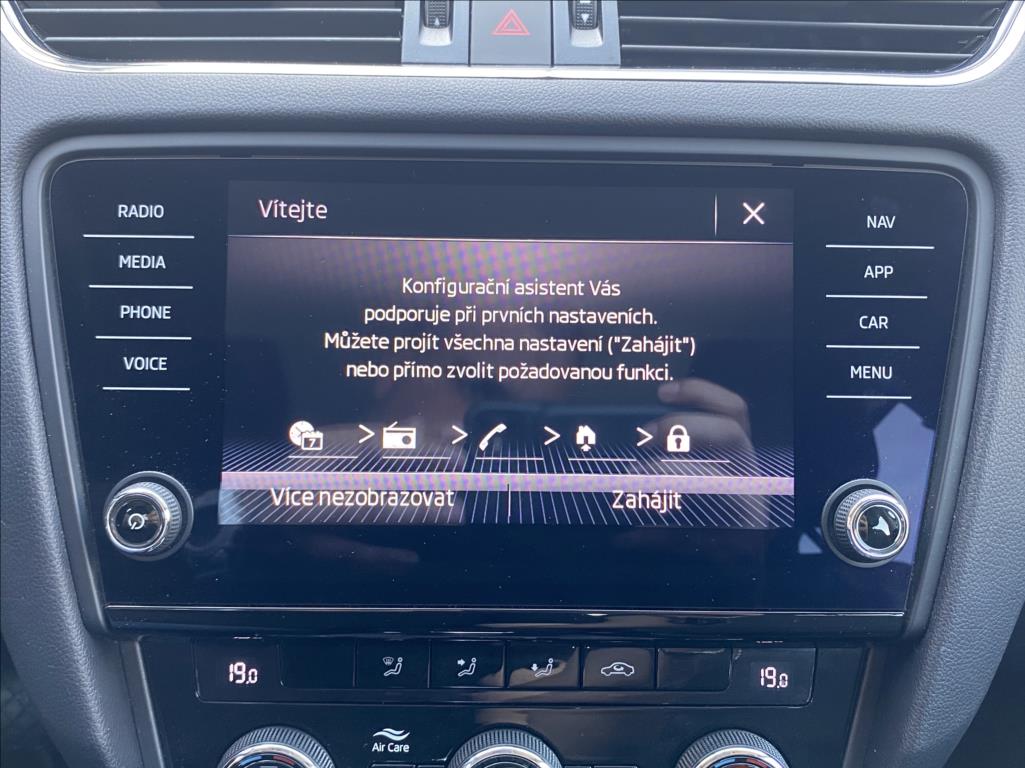 RADIO
MEDIA
PHONE
VOICE
Vítejte
Konfigurační asistent Vás
podporuje při prvních nastaveních.
Můžete projít všechna nastavení ("Zahájit")
nebo přímo zvolit požadovanou funkci.
7
Více nezobrazovat
Zahájit
NAV
APP
CAR
MENU
19.0
19.0
Air Care